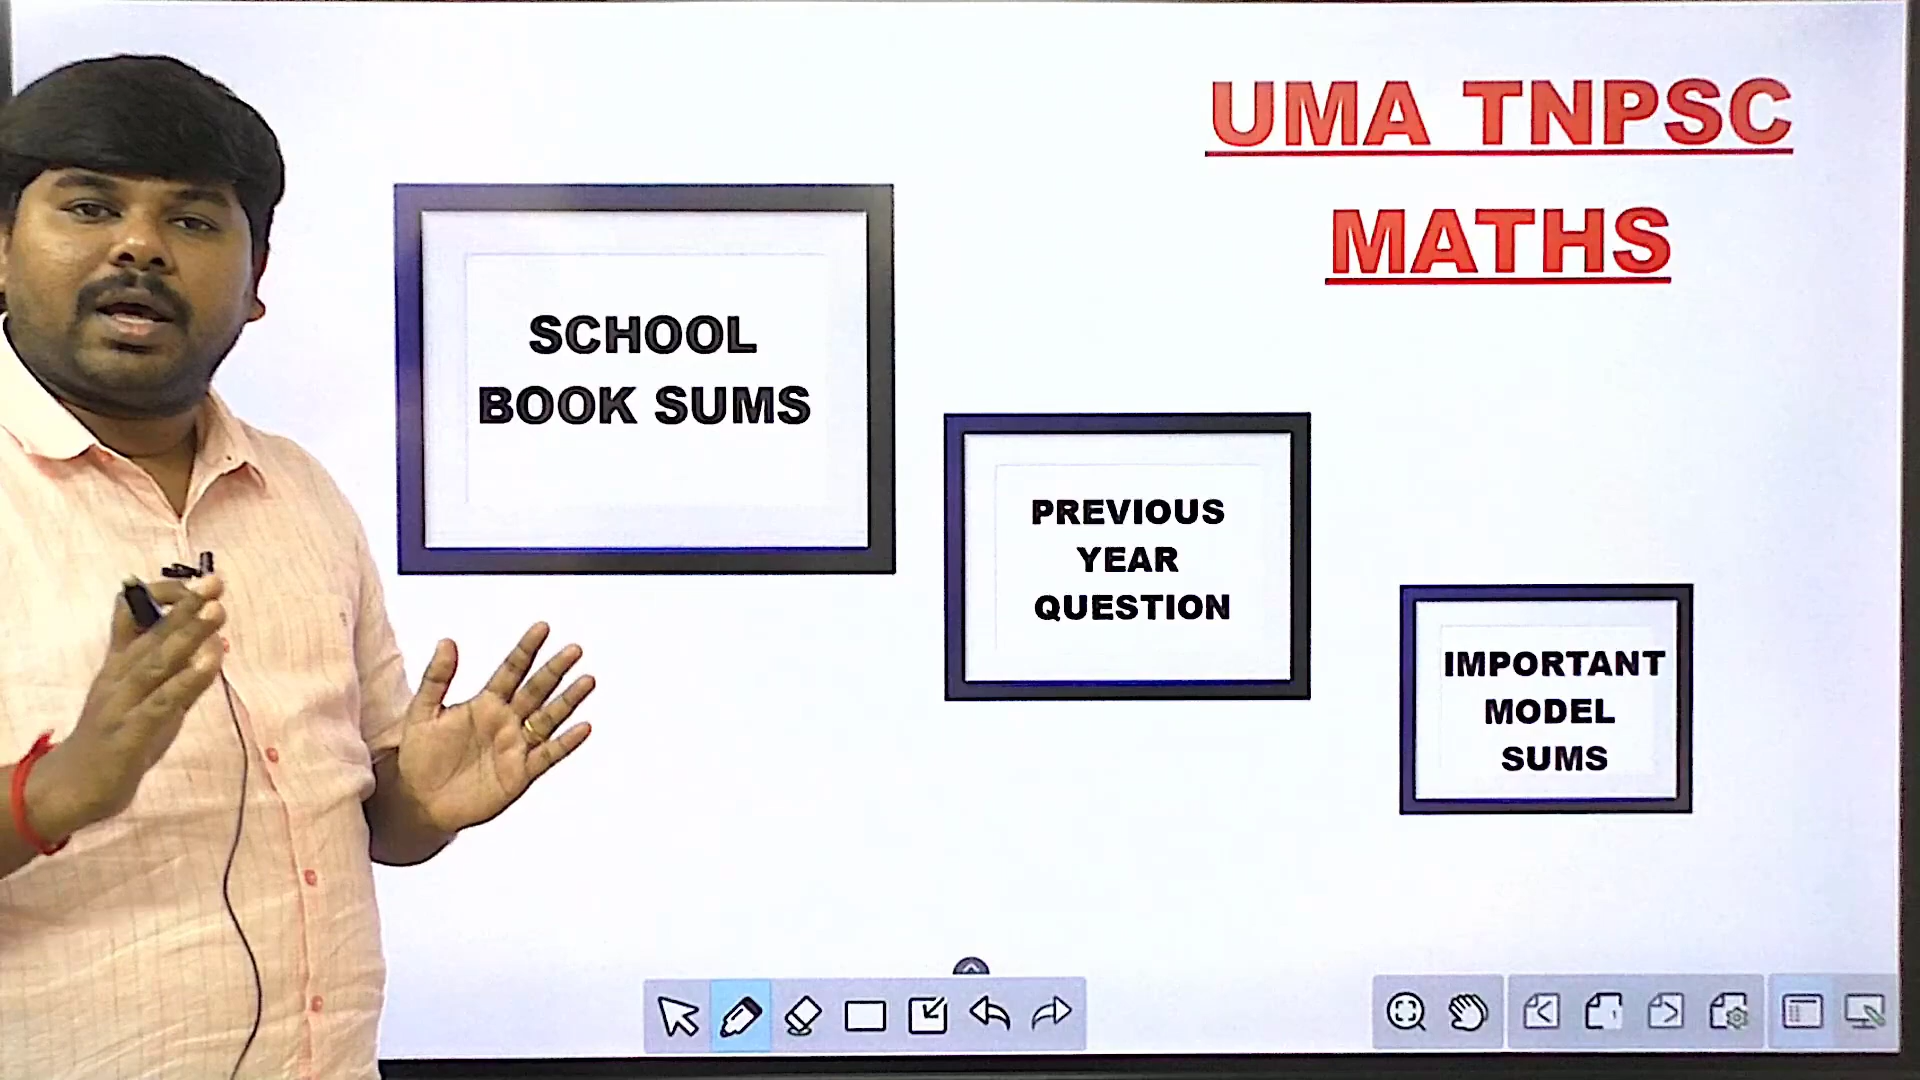 UMA TNPSC
MATHS
SCHOOL
BOOK SUMS
PREVIOUS
YEAR
QUESTION
IMPORTANT
MODEL
SUMS